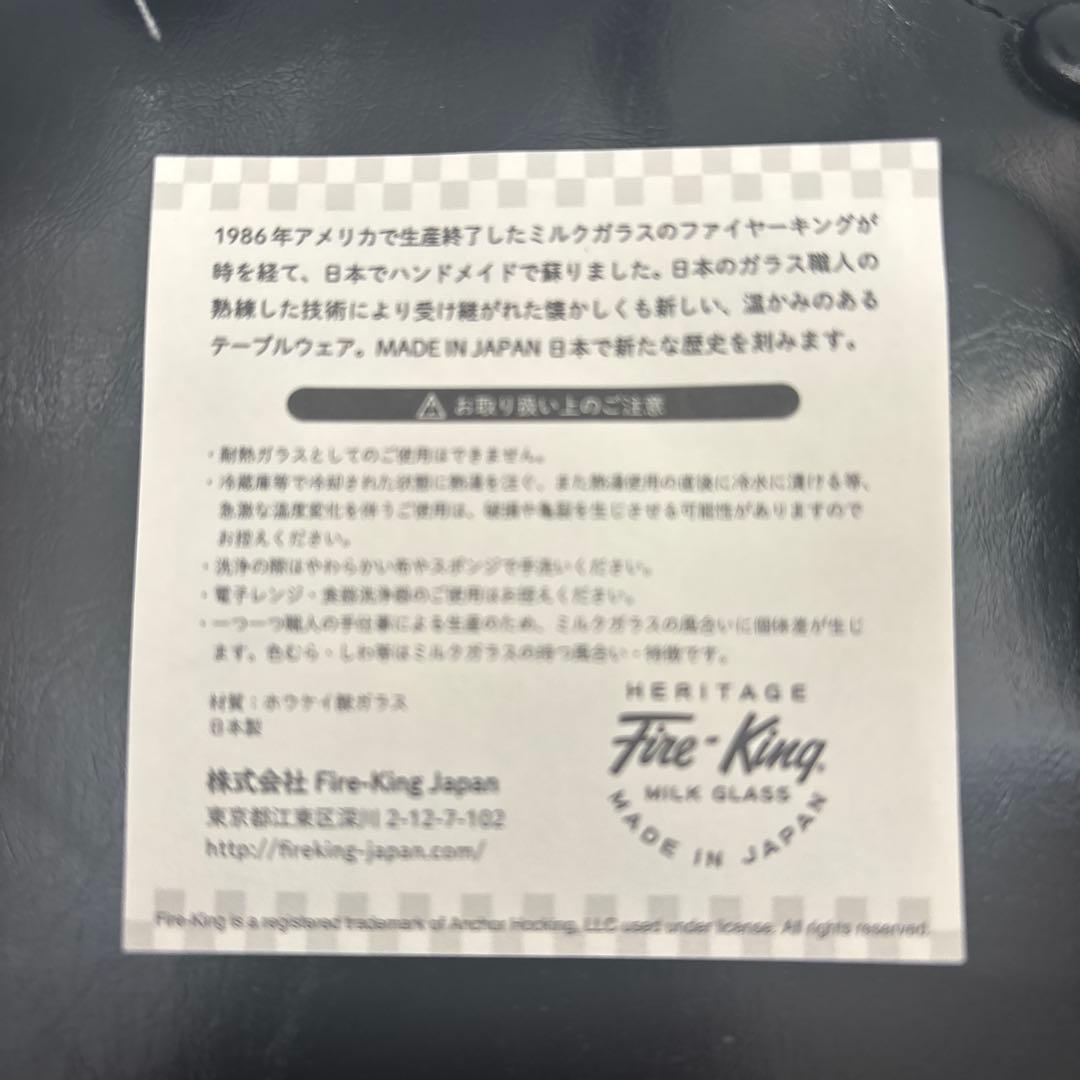 1986年アメリカで生産終了したミルクガラスのファイヤーキングが
時を経て、日本でハンドメイドで蘇りました。日本のガラス職人の
熟練した技術により受け継がれた懐かしくも新しい、温かみのある
テーブルウェア。MADE IN JAPAN 日本で新たな歴史を刻みます。
お取り扱い上のご注意
・耐熱ガラスとしてのご使用はできません。
・冷蔵庫等で冷却された状態に熱湯を注ぐ、また熱湯使用の直後に冷水に漬ける等、
急激な温度変化を伴うご使用は、破損や亀裂を生じさせる可能性がありますので
お控えください。
・洗浄の際はやわらかい布やスポンジで手洗いください。
・電子レンジ・食器洗浄器のご使用はお控えください。
・一つ一つ職人の手仕事による生産のため、ミルクガラスの風合いに個体差が生じ
ます。色むら・しわ等はミルクガラスの持つ風合い・特徴です。
材質：ホウケイ酸ガラス
日本製
株式会社 Fire-King Japan
東京都江東区深川 2-12-7-102
http://fireking-japan.com/
HERITAGE
Fire-King
MILK GLASS
MADE IN JAPAN
Fire-King is a registered trademark of Anchor Hocking, LLC used under license. All rights reserved.